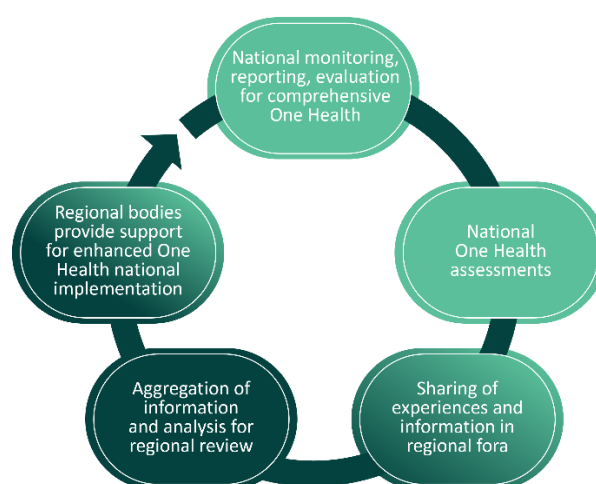 National monitoring,
reporting, evaluation
for comprehensive
One Health
National
One Health
assessments
Sharing of
experiences and
information in
regional fora
Aggregation of
information
and analysis for
regional review
Regional bodies
provide support
for enhanced One
Health national
implementation